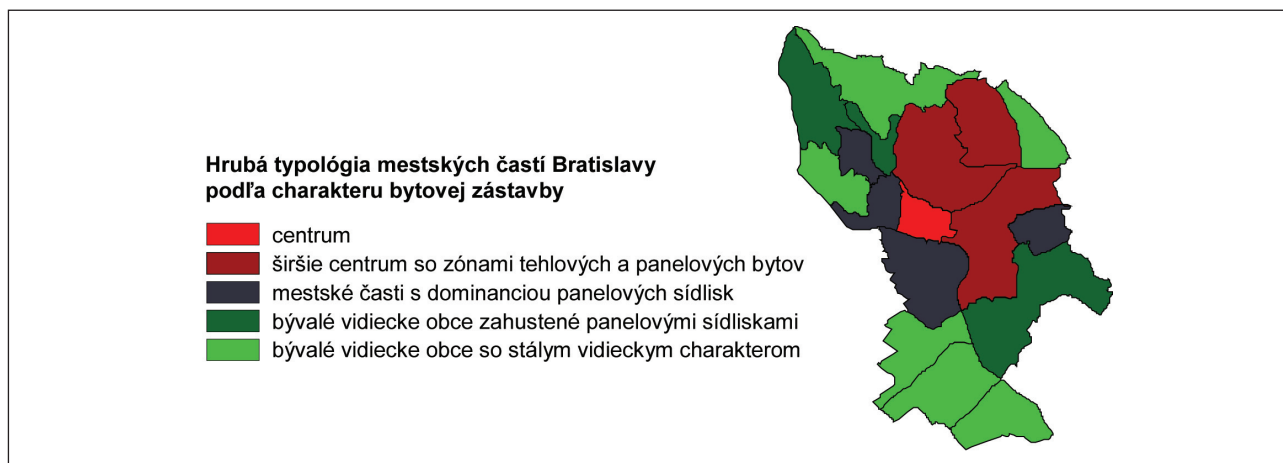 Hrubá typológia mestských častí Bratislavy
podľa charakteru bytovej zástavby
centrum
širšie centrum so zónami tehlových a panelových bytov
mestské časti s dominanciou panelových sídlisk
bývalé vidiecke obce zahustené panelovými sídliskami
bývalé vidiecke obce so stálym vidieckym charakterom